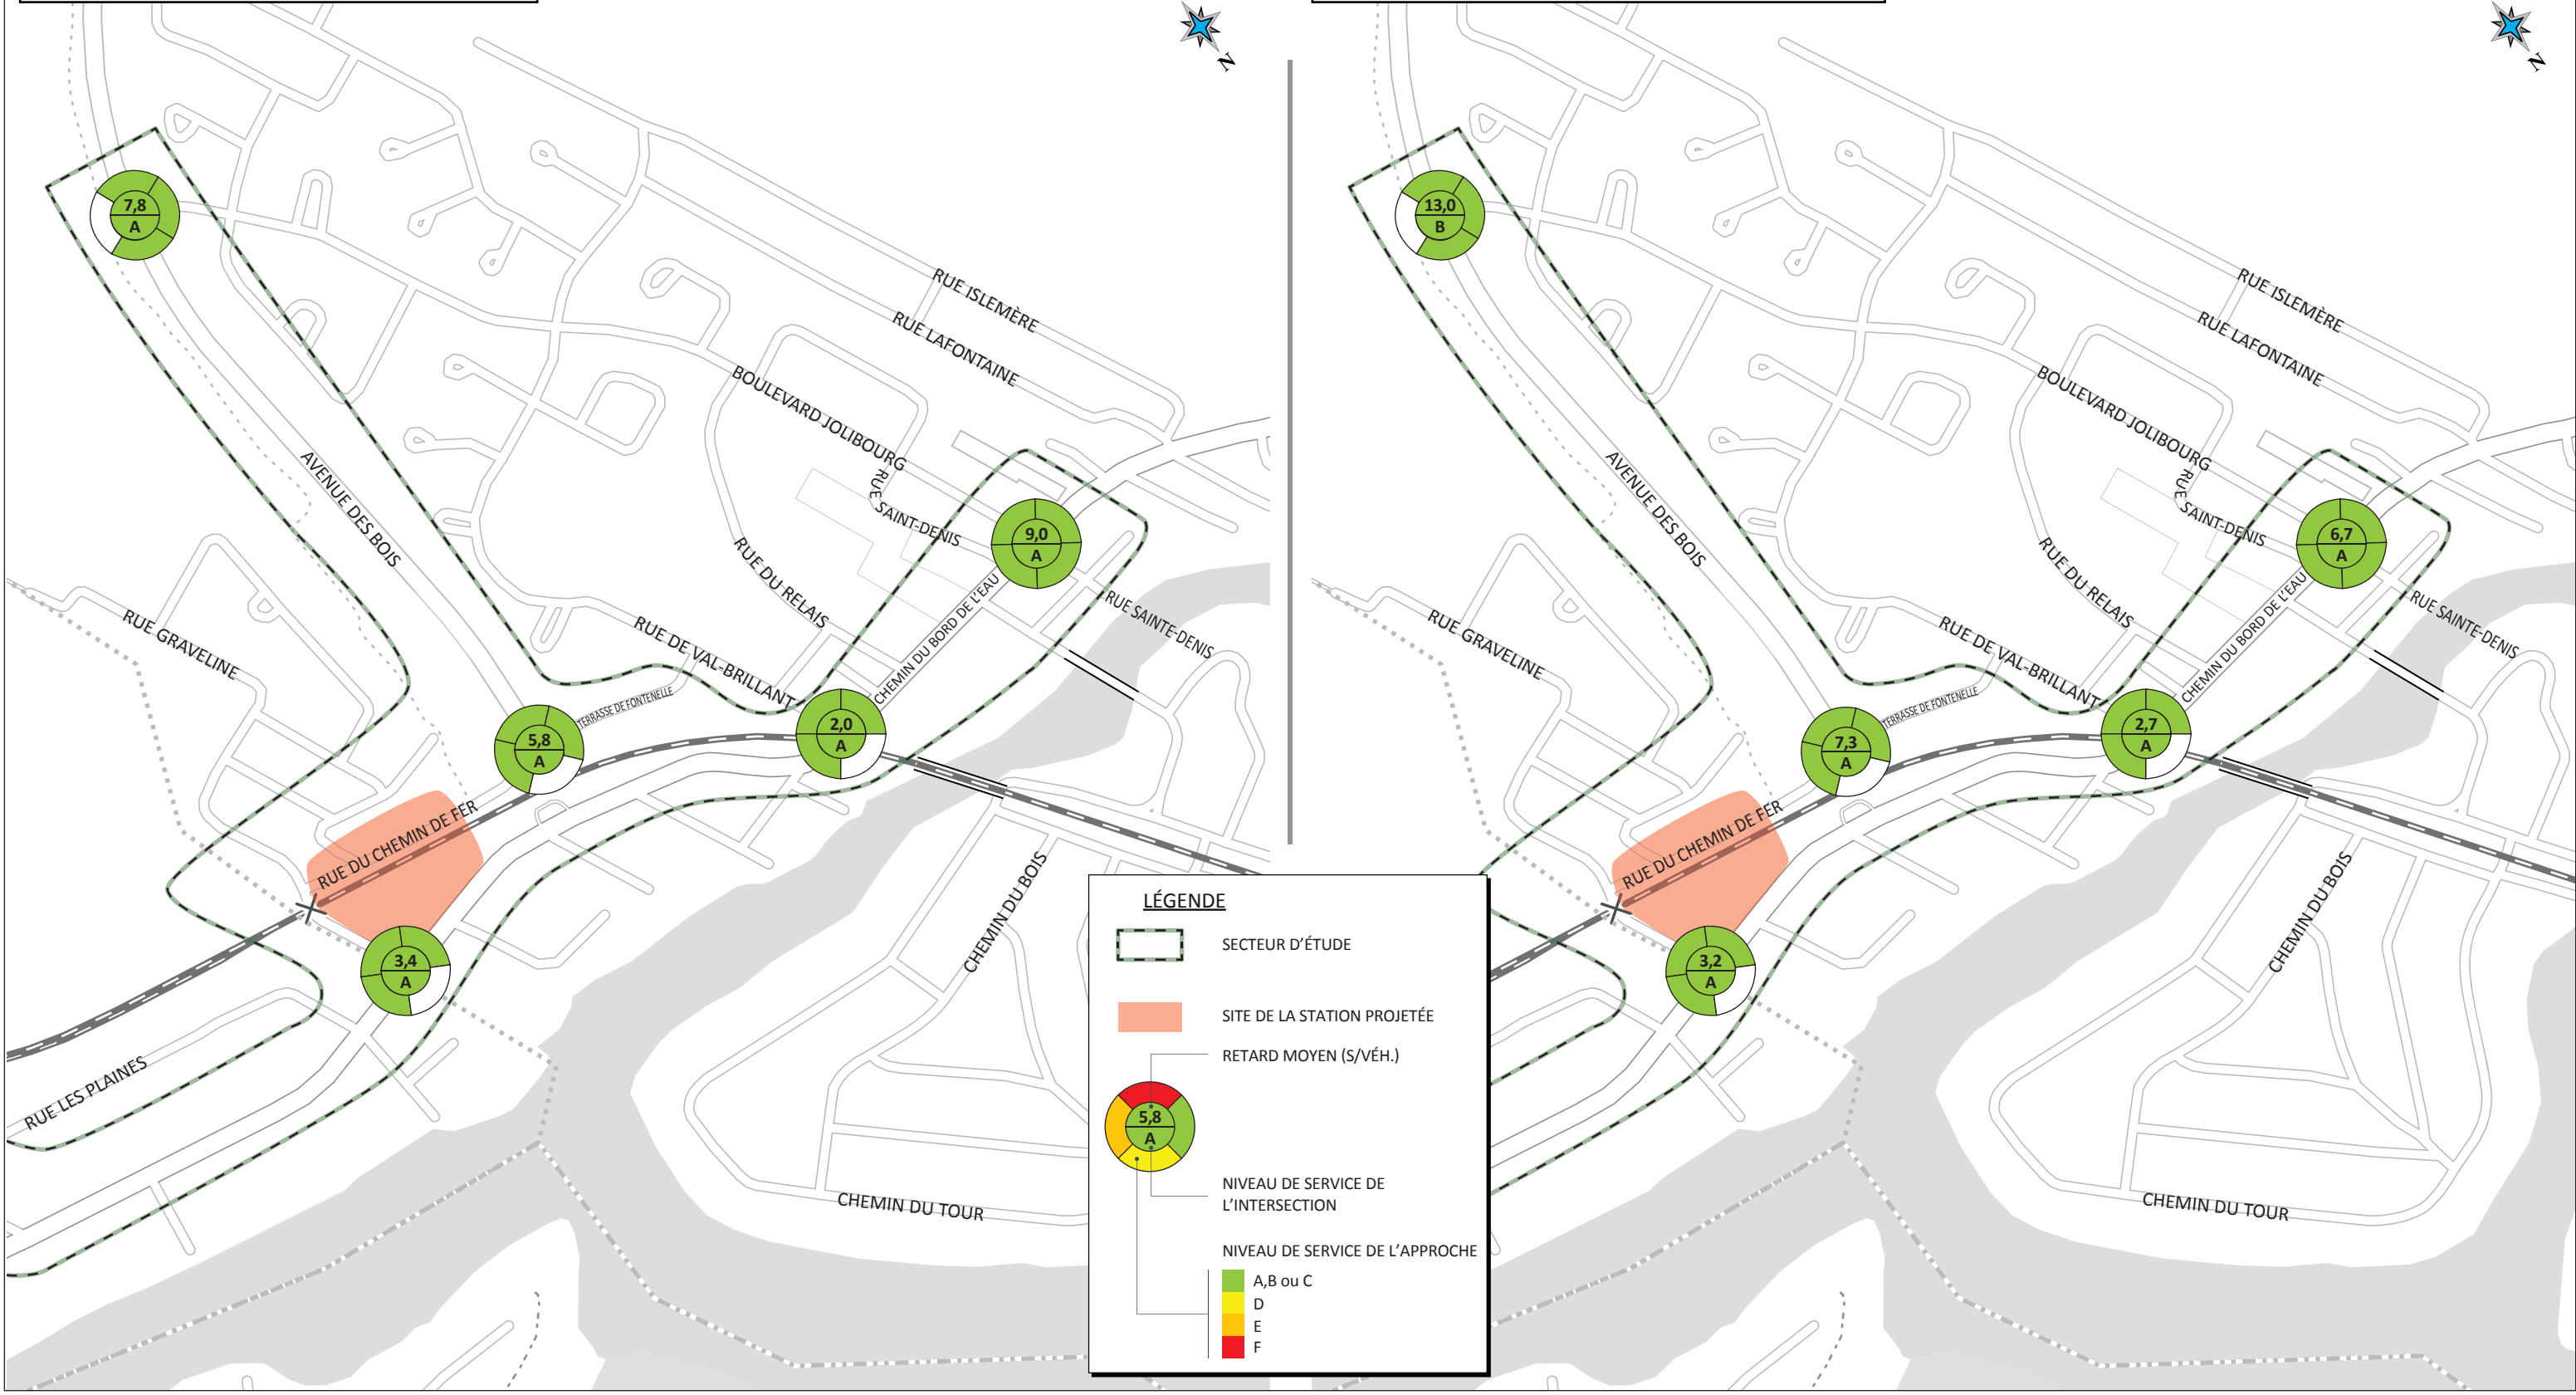 N
7,8
A
RUE ISLEMÈRE
RUE LAFONTAINE
BOULEVARD JOLIBOURG
RUE
SAINT-DENIS
AVENUE DES BOIS
9,0
A
RUE DU RELAIS
CHEMIN DU BORD DE L'EAU
RUE SAINTE-DENIS
RUE GRAVELINE
RUE DE VAL-BRILLANT
TERRASSE DE FONTENELLE
2,0
A
5,8
A
RUE DU CHEMIN DE FER
3,4
A
CHEMIN DU BOIS
RUE LES PLAINES
CHEMIN DU TOUR
N
13,0
B
RUE ISLEMÈRE
RUE LAFONTAINE
BOULEVARD JOLIBOURG
RUE
SAINT-DENIS
AVENUE DES BOIS
6,7
A
RUE DU RELAIS
CHEMIN DU BORD DE L'EAU
RUE SAINTE-DENIS
RUE GRAVELINE
RUE DE VAL-BRILLANT
TERRASSE DE FONTENELLE
2,7
A
7,3
A
RUE DU CHEMIN DE FER
3,2
A
CHEMIN DU BOIS
CHEMIN DU TOUR
LÉGENDE
SECTEUR D'ÉTUDE
SITE DE LA STATION PROJETÉE
RETARD MOYEN (S/VÉH.)
5,8
A
NIVEAU DE SERVICE DE
L'INTERSECTION
NIVEAU DE SERVICE DE L'APPROCHE
A,B ou C
D
E
F